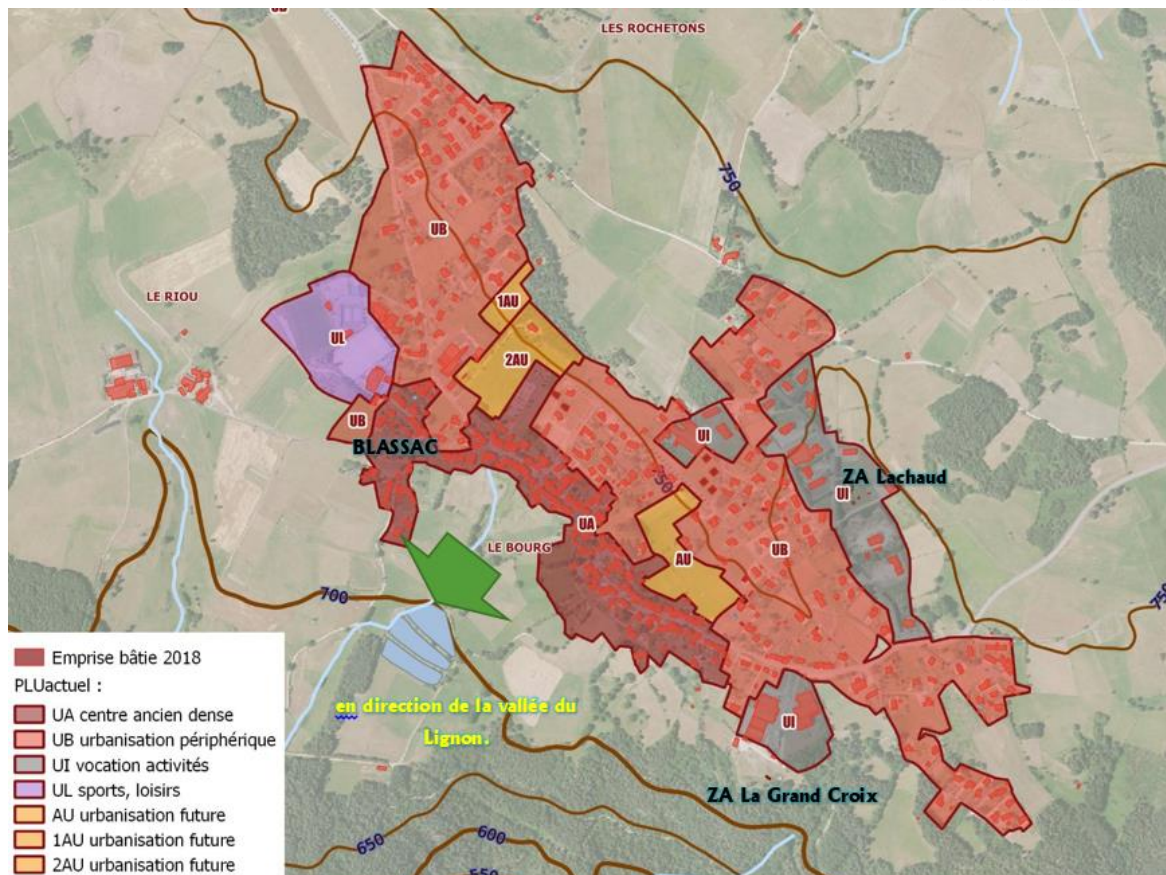 UB
LES ROCHETONS
750
UB
LE RIOU
1AU
UL
2AU
UB
UI
BLASSAC
ZA Lachaud
UI
UA
LE BOURG
AU
UB
700
750
Emprise bâtie 2018
PLUactuel :
UA centre ancien dense
UB urbanisation périphérique
UI vocation activités
UL sports, loisirs
AU urbanisation future
1AU urbanisation future
2AU urbanisation future
en direction de la vallée du
Lignon.
UI
ZA La Grand Croix
650
600